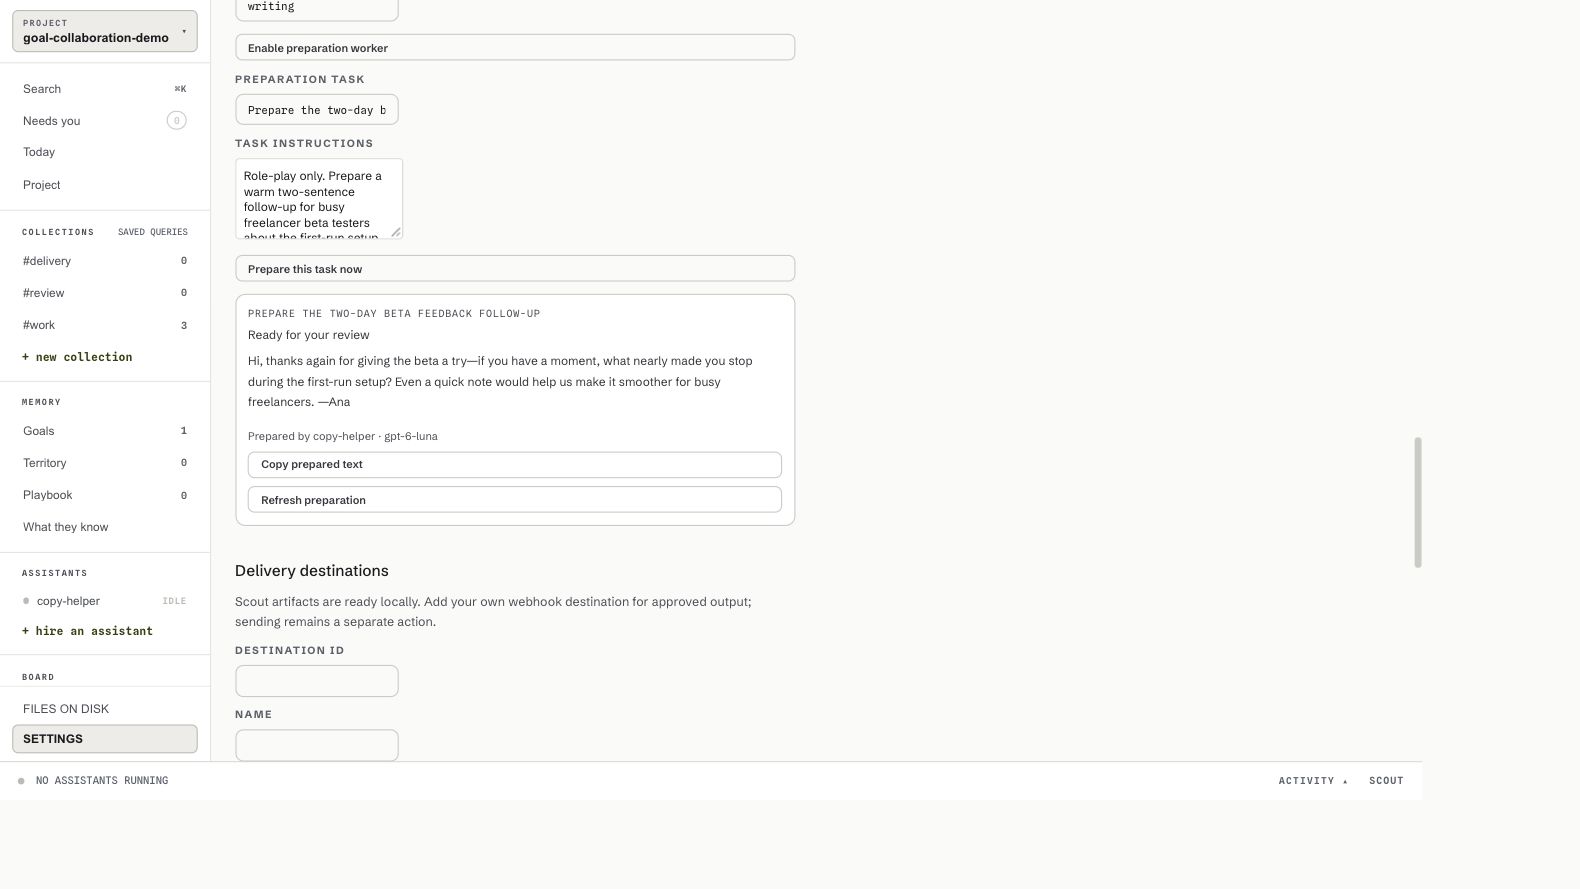 PROJECT
goal-collaboration-demo
Search ⌘K
Needs you 0
Today
Project
COLLECTIONS SAVED QUERIES
#delivery 0
#review 0
#work 3
+ new collection
MEMORY
Goals 1
Territory 0
Playbook 0
What they know
ASSISTANTS
copy-helper IDLE
+ hire an assistant
BOARD
FILES ON DISK
SETTINGS
writing
Enable preparation worker
PREPARATION TASK
Prepare the two-day b
TASK INSTRUCTIONS
Role-play only. Prepare a
warm two-sentence
follow-up for busy
freelancer beta testers
about the first-run setup
Prepare this task now
PREPARE THE TWO-DAY BETA FEEDBACK FOLLOW-UP
Ready for your review
Hi, thanks again for giving the beta a try—if you have a moment, what nearly made you stop
during the first-run setup? Even a quick note would help us make it smoother for busy
freelancers. —Ana
Prepared by copy-helper · gpt-6-luna
Copy prepared text
Refresh preparation
Delivery destinations
Scout artifacts are ready locally. Add your own webhook destination for approved output;
sending remains a separate action.
DESTINATION ID
NAME
NO ASSISTANTS RUNNING
ACTIVITY ▴ SCOUT